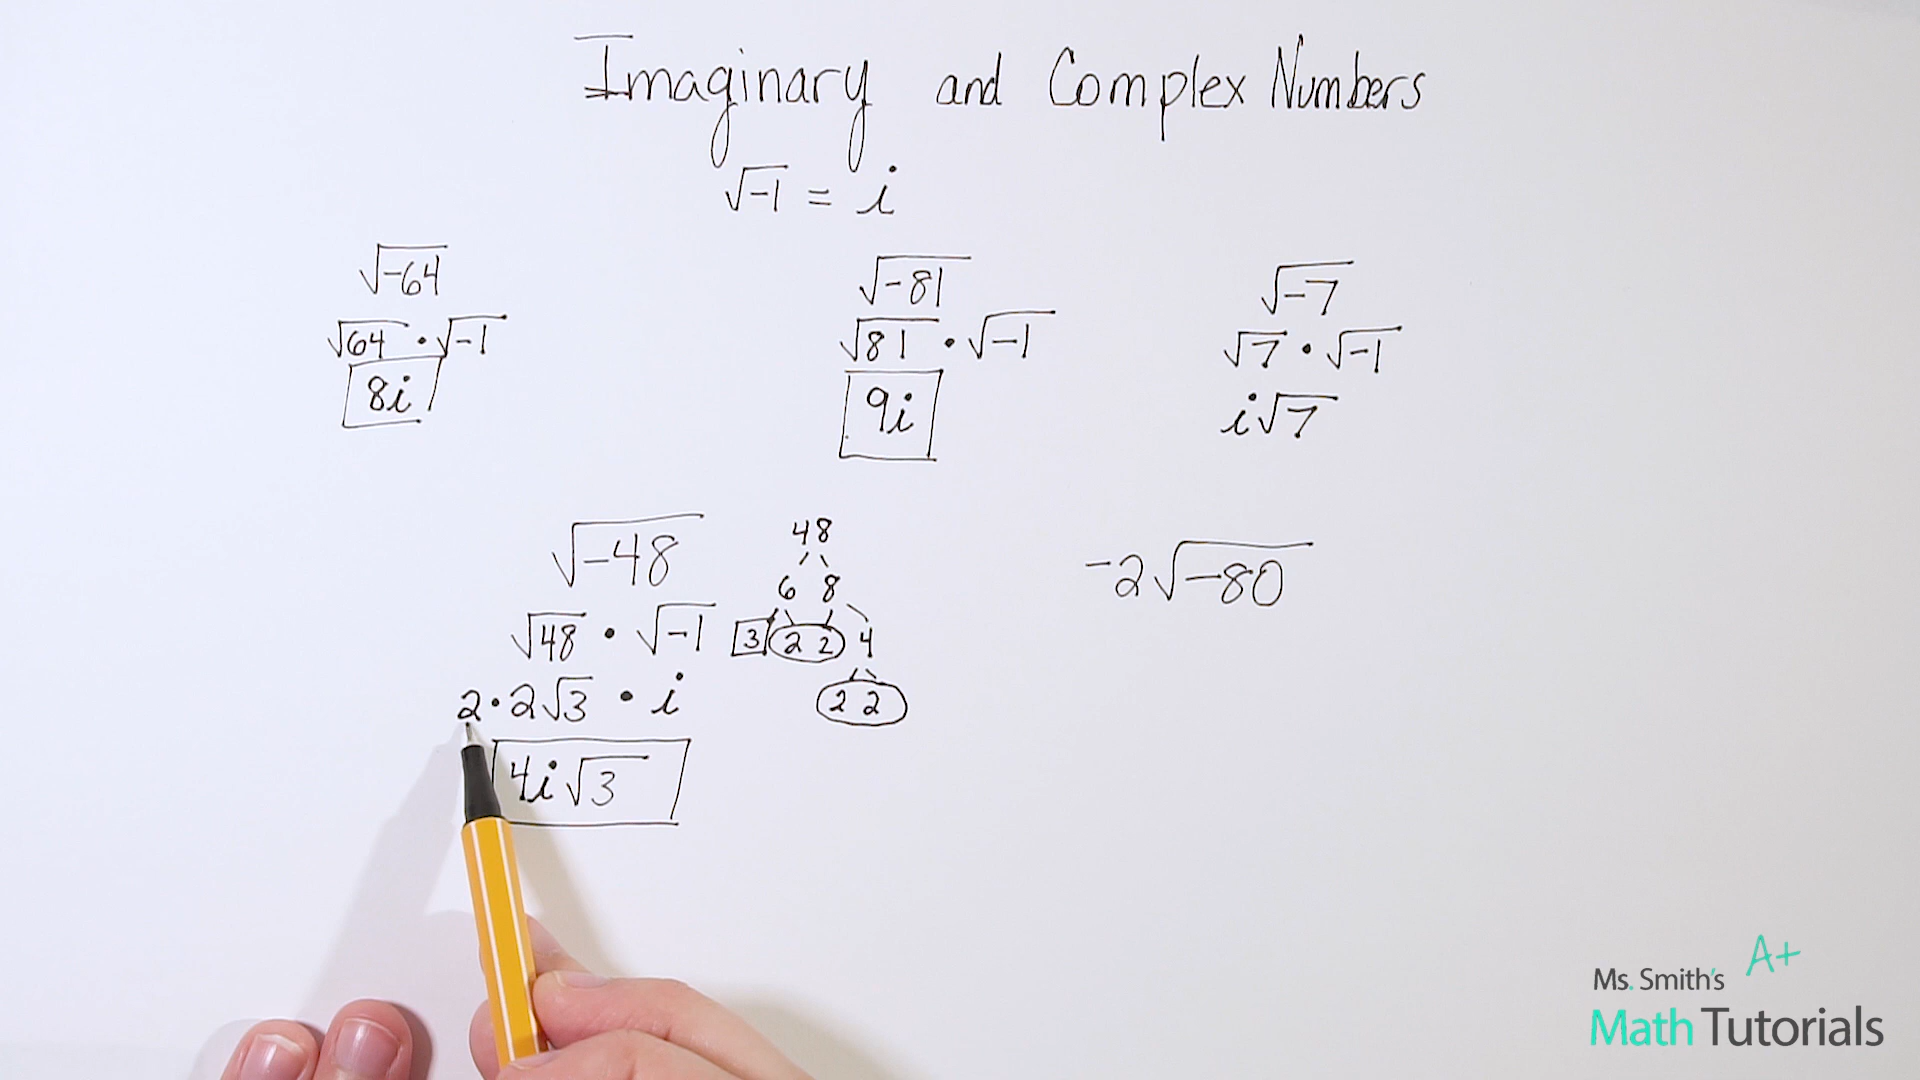 Imaginary and Complex Numbers
√-1 = i
√-64
√64 · √-1
8i
√-81
√81 · √-1
9i
√-7
√7 · √-1
i√7
√-48
√48 · √-1
2 · 2√3 · i
4i√3
48
6 8
3 2 2 4
2 2
-2√-80
A+
Ms. Smith's
Math Tutorials